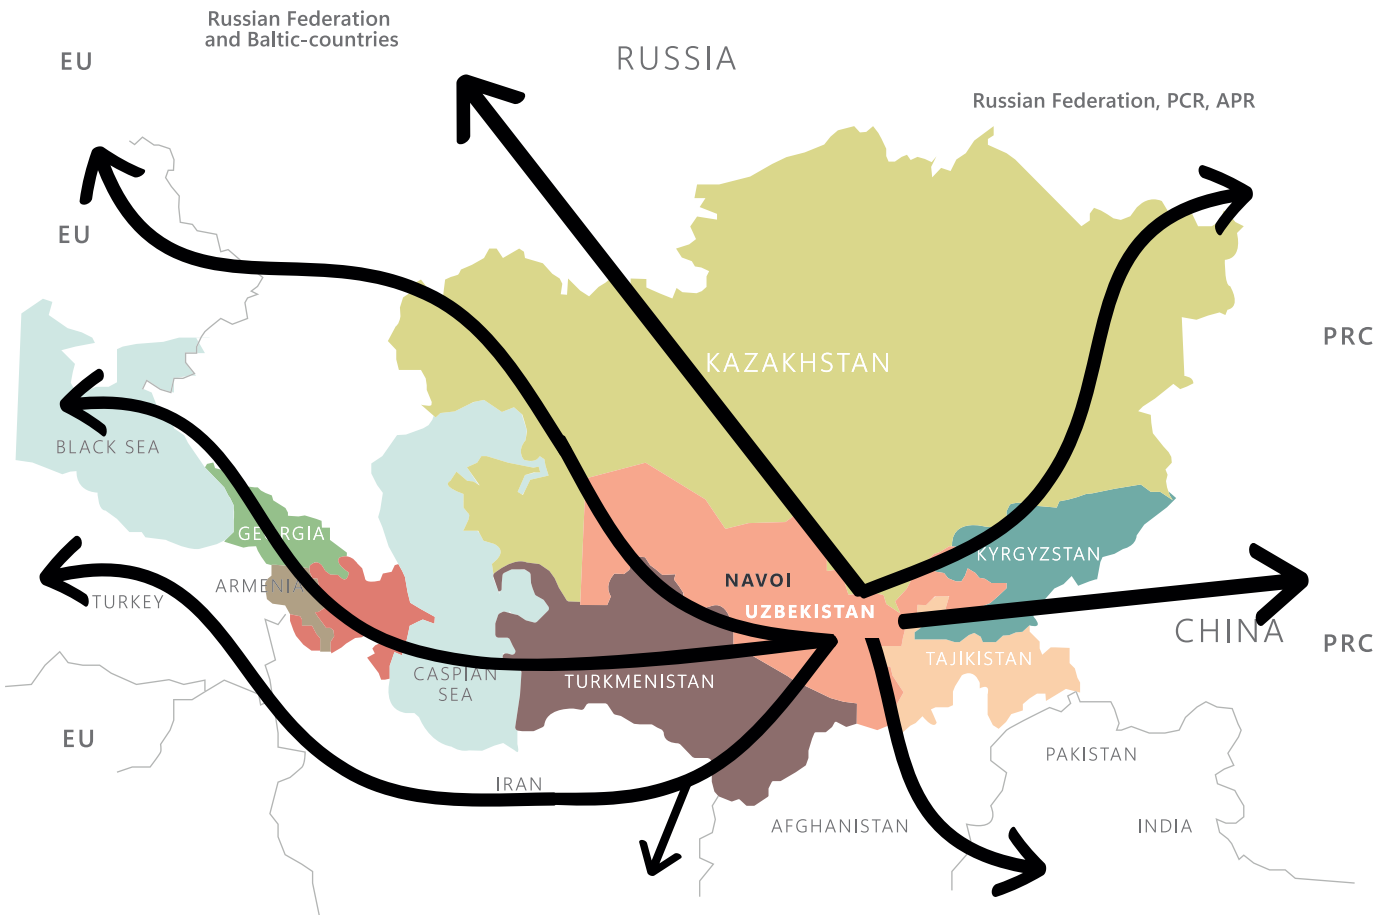 Russian Federation
and Baltic-countries
EU
RUSSIA
Russian Federation, PCR, APR
EU
PRC
KAZAKHSTAN
BLACK SEA
GEORGIA
KYRGYZSTAN
NAVOI
ARMENIA
TURKEY
UZBEKISTAN
CHINA
PRC
TAJIKISTAN
CASPIAN
SEA
TURKMENISTAN
EU
PAKISTAN
IRAN
AFGHANISTAN
INDIA